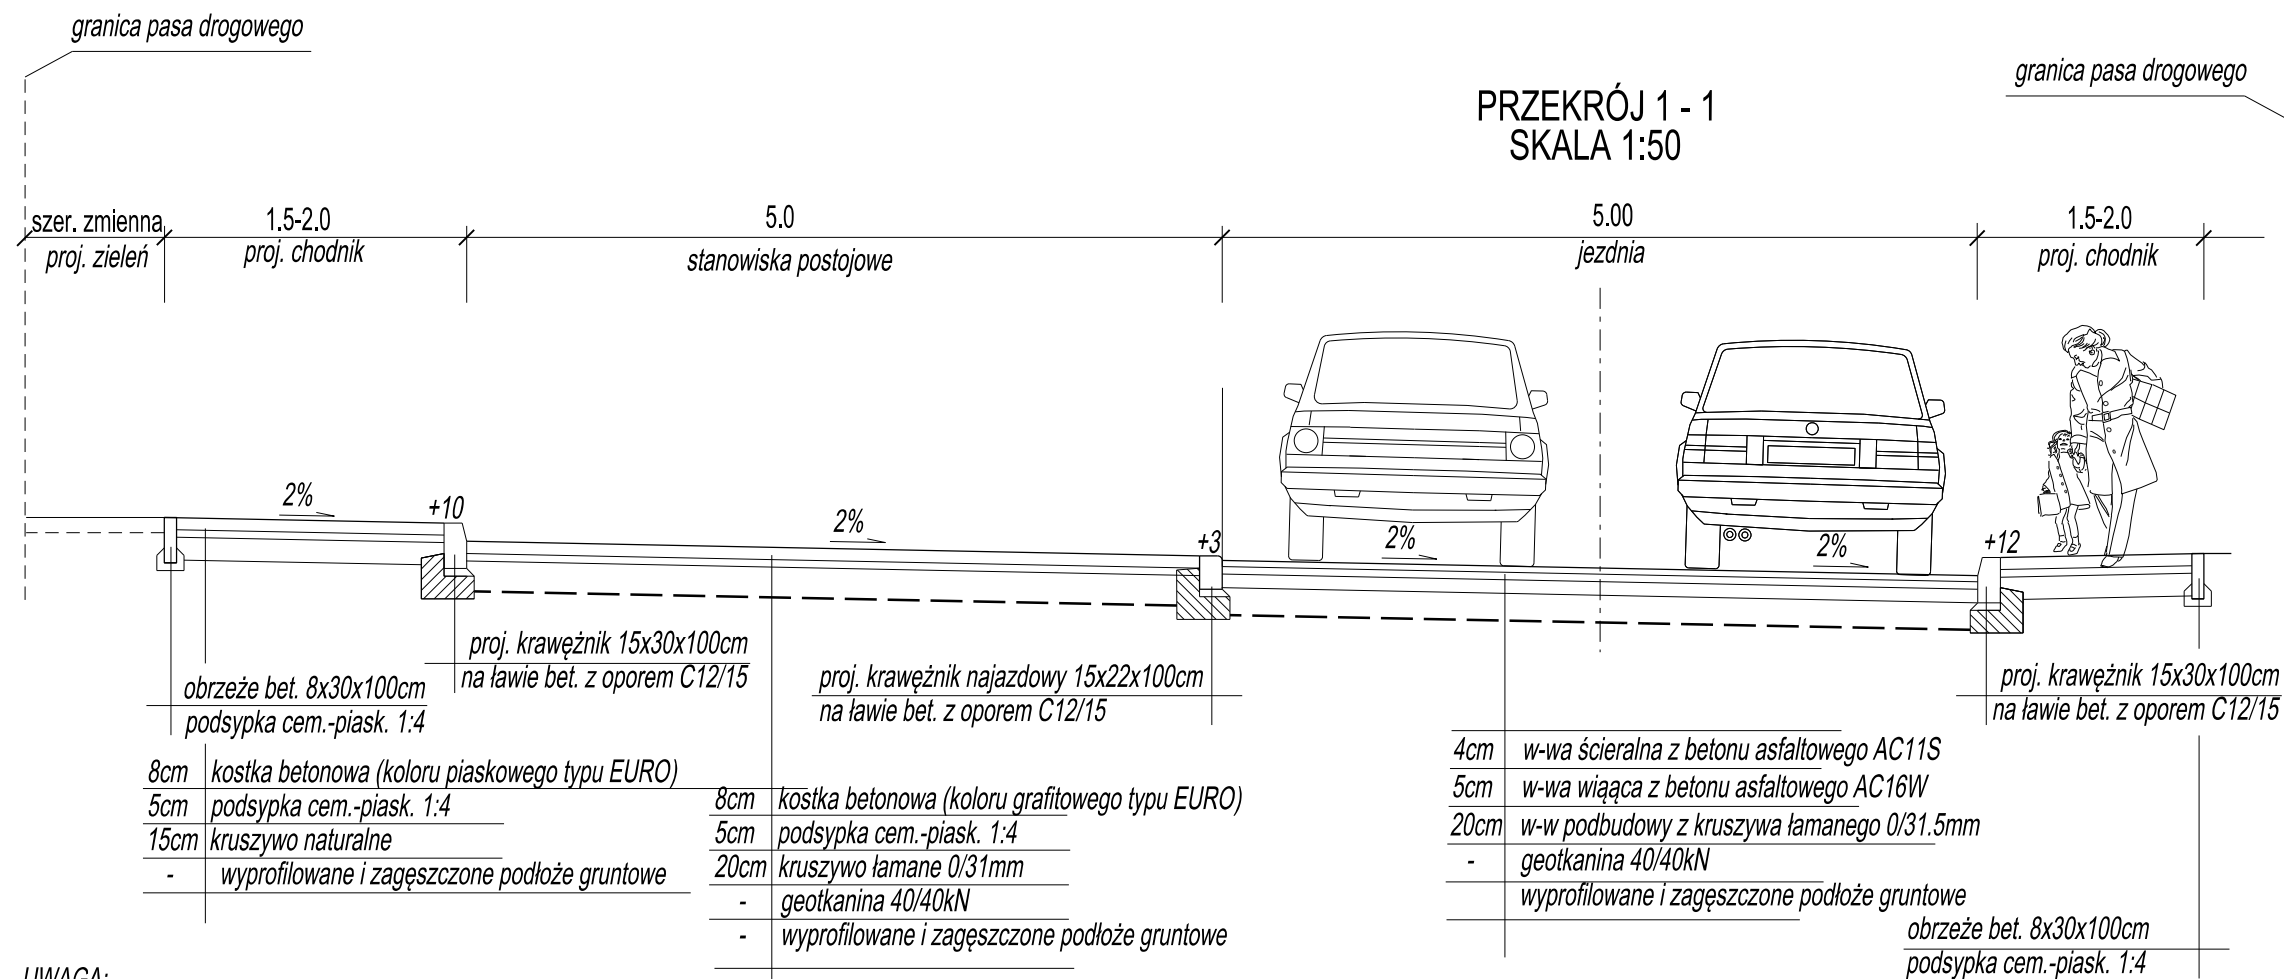 granica pasa drogowego
granica pasa drogowego
PRZEKRÓJ 1 - 1
SKALA 1:50
szer. zmienna
1.5-2.0
5.0
5.00
1.5-2.0
proj. zieleń
proj. chodnik
stanowiska postojowe
jezdnia
proj. chodnik
2%
+10
2%
+3
2%
2%
+12
proj. krawężnik 15x30x100cm
na ławie bet. z oporem C12/15
obrzeże bet. 8x30x100cm
podsypka cem.-piask. 1:4
proj. krawężnik najazdowy 15x22x100cm
na ławie bet. z oporem C12/15
proj. krawężnik 15x30x100cm
na ławie bet. z oporem C12/15
8cm kostka betonowa (koloru piaskowego typu EURO)
5cm podsypka cem.-piask. 1:4
15cm kruszywo naturalne
- wyprofilowane i zagęszczone podłoże gruntowe
8cm kostka betonowa (koloru grafitowego typu EURO)
5cm podsypka cem.-piask. 1:4
20cm kruszywo łamane 0/31mm
- geotkanina 40/40kN
- wyprofilowane i zagęszczone podłoże gruntowe
4cm w-wa ścieralna z betonu asfaltowego AC11S
5cm w-wa wiąąca z betonu asfaltowego AC16W
20cm w-w podbudowy z kruszywa łamanego 0/31.5mm
- geotkanina 40/40kN
wyprofilowane i zagęszczone podłoże gruntowe
obrzeże bet. 8x30x100cm
podsypka cem.-piask. 1:4
UWAGA: